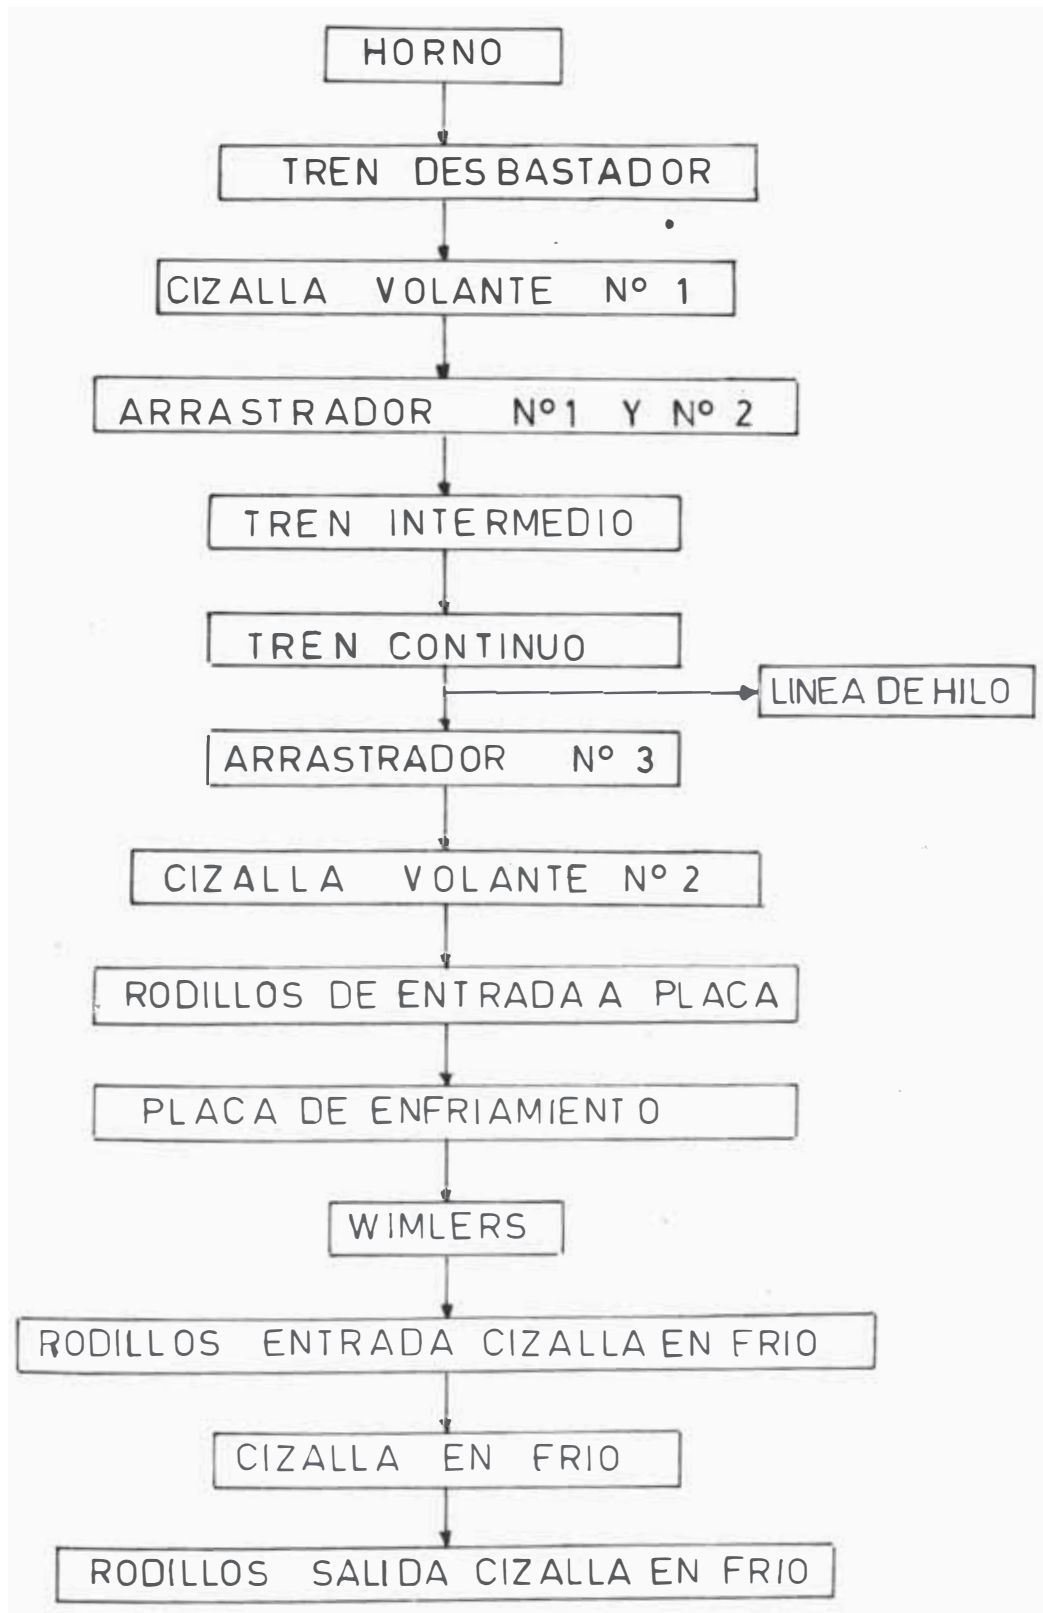 HORNO
TREN DESBASTADOR
CIZALLA VOLANTE Nº 1
ARRASTRADOR Nº1 Y Nº 2
TREN INTERMEDIO
TREN CONTINUO
LINEA DE HILO
ARRASTRADOR Nº 3
CIZALLA VOLANTE Nº 2
RODILLOS DE ENTRADA A PLACA
PLACA DE ENFRIAMIENTO
WIMLERS
RODILLOS ENTRADA CIZALLA EN FRIO
CIZALLA EN FRIO
RODILLOS SALIDA CIZALLA EN FRIO